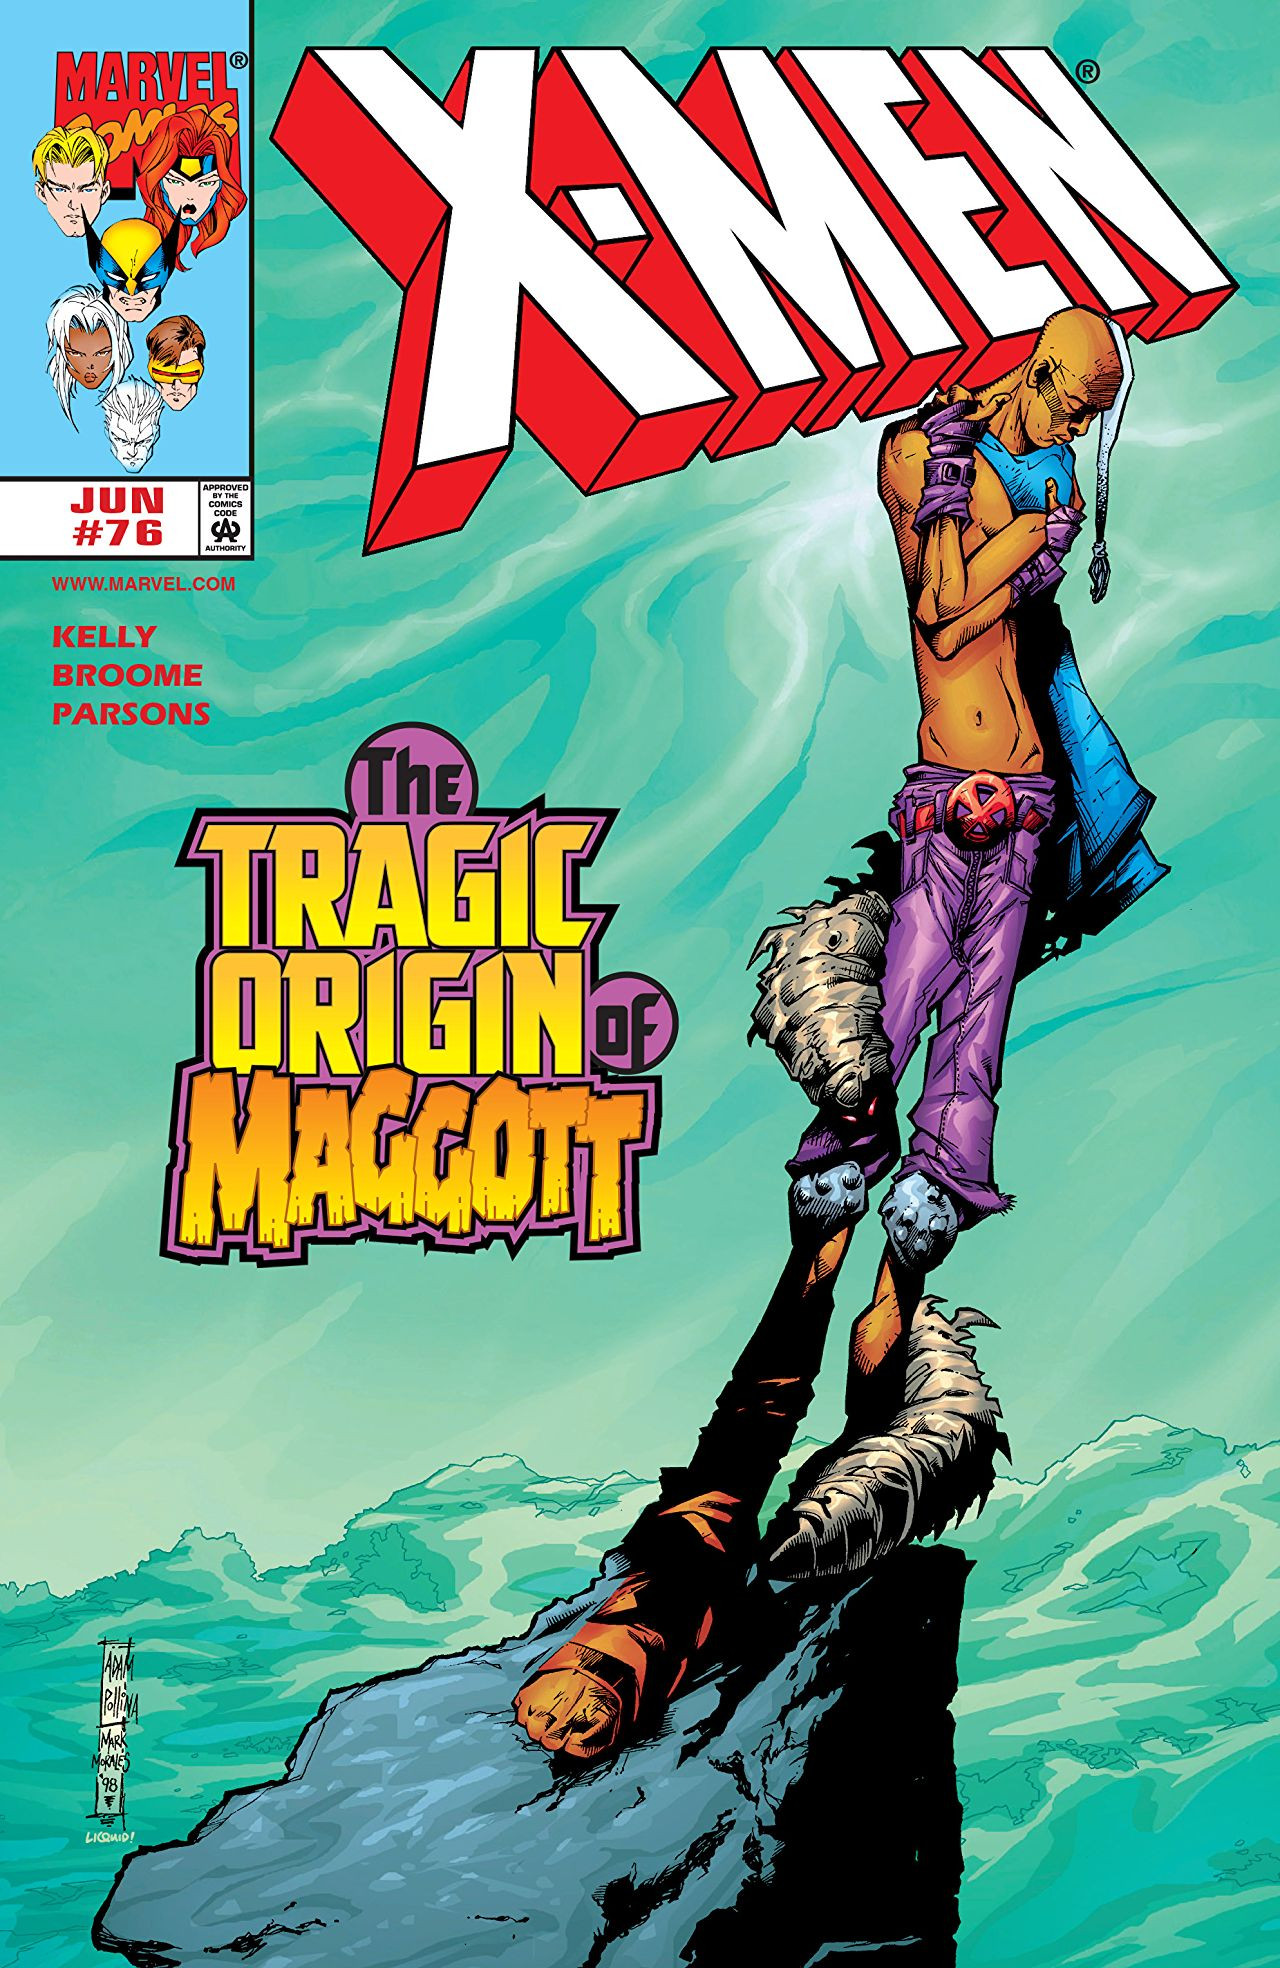 MARVEL®
COMICS
X-MEN®
JUN
#76
APPROVED
BY THE
COMICS
CODE
CA
AUTHORITY
WWW.MARVEL.COM
KELLY
BROOME
PARSONS
The
TRAGIC
ORIGIN of
MAGGOTT
ADAM
Pollina
MARK
MORALES
'98
LIQUID!